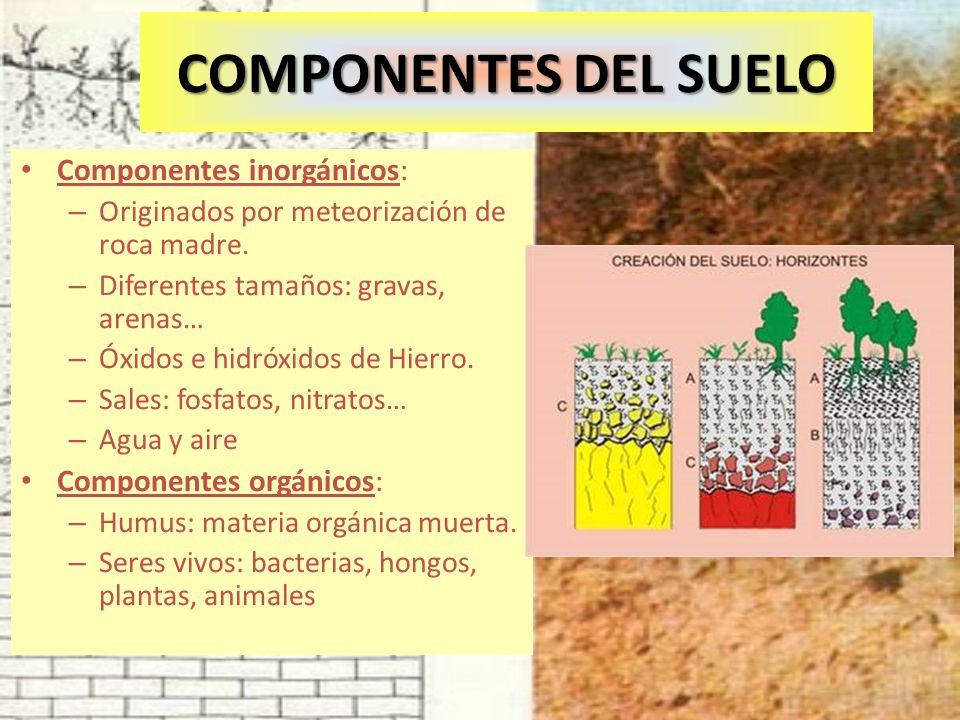 COMPONENTES DEL SUELO
• Componentes inorgánicos:
– Originados por meteorización de
roca madre.
– Diferentes tamaños: gravas,
arenas…
– Óxidos e hidróxidos de Hierro.
– Sales: fosfatos, nitratos…
– Agua y aire
• Componentes orgánicos:
– Humus: materia orgánica muerta.
– Seres vivos: bacterias, hongos,
plantas, animales
CREACIÓN DEL SUELO: HORIZONTES
C
A
C
A
B